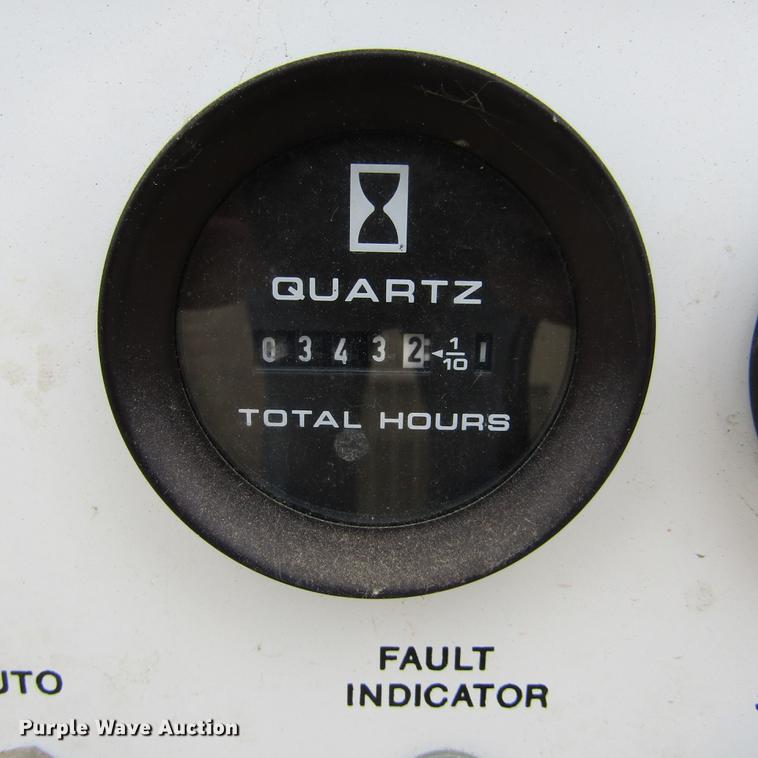 QUARTZ
0 3 4 3 2 ◄ 1/10
TOTAL HOURS
FAULT
INDICATOR
UTO
Purple Wave Auction